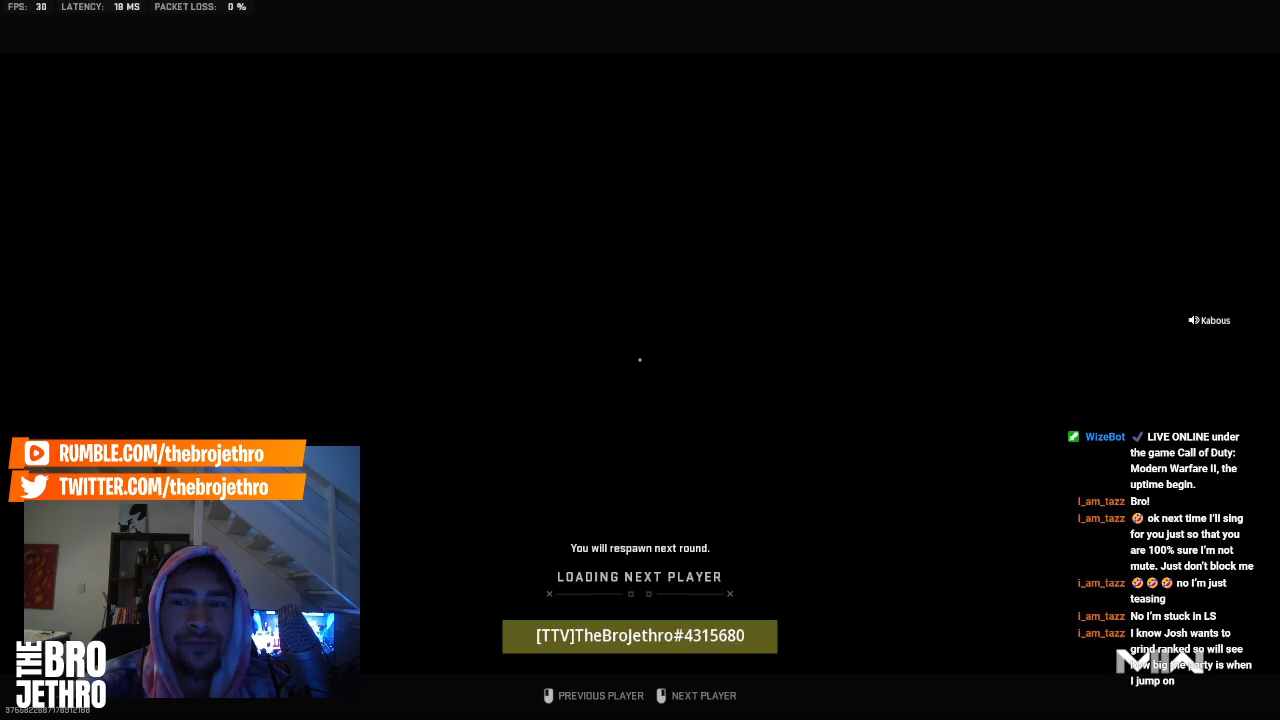 FPS: 30 LATENCY: 18 MS PACKET LOSS: 0 %
Kabous
WizeBot LIVE ONLINE under
the game Call of Duty:
Modern Warfare II, the
uptime begin.
i_am_tazz Bro!
i_am_tazz 🤣 ok next time I'll sing
for you just so that you
are 100% sure I'm not
mute. Just don't block me
i_am_tazz 🤣 🤣 🤣 no I'm just
teasing
i_am_tazz No I'm stuck in LS
i_am_tazz I know Josh wants to
grind ranked so will see
how big the party is when
I jump on
RUMBLE.COM/thebrojethro
TWITTER.COM/thebrojethro
You will respawn next round.
LOADING NEXT PLAYER
[TTV]TheBroJethro#4315680
PREVIOUS PLAYER NEXT PLAYER
THE BRO
JETHRO